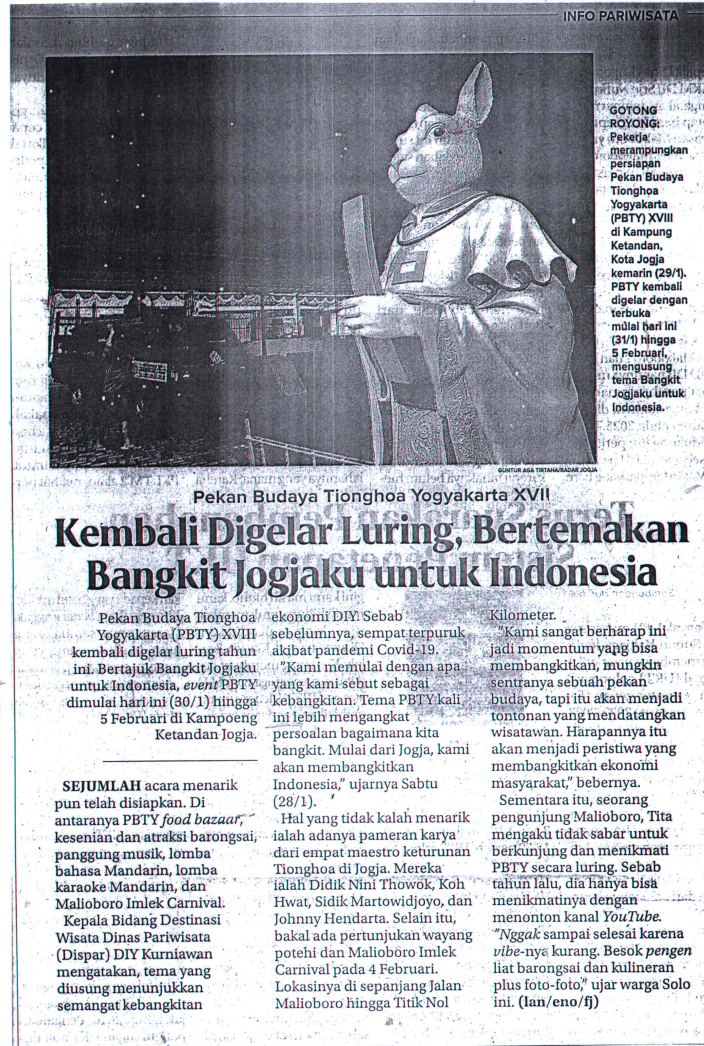 INFO PARIWISATA
GOTONG
ROYONG:
Pekerja
merampungkan
persiapan
Pekan Budaya
Tionghoa
Yogyakarta
(PBTY) XVIII
di Kampung
Ketandan,
Kota Jogja
kemarin (29/1).
PBTY kembali
digelar dengan
terbuka
mulai hari ini
(31/1) hingga
5 Februari,
mengusung
tema Bangkit
Jogjaku untuk
Indonesia.
GUNTUR AGA TIRTANA/RADAR JOGJA
Pekan Budaya Tionghoa Yogyakarta XVII
Kembali Digelar Luring, Bertemakan
Bangkit Jogjaku untuk Indonesia
Pekan Budaya Tionghoa
Yogyakarta (PBTY) XVIII
kembali digelar luring tahun
ini. Bertajuk Bangkit Jogjaku
untuk Indonesia, event PBTY
dimulai hari ini (30/1) hingga
5 Februari di Kampoeng
Ketandan Jogja.
SEJUMLAH acara menarik
pun telah disiapkan. Di
antaranya PBTY food bazaar,
kesenian dan atraksi barongsai,
panggung musik, lomba
bahasa Mandarin, lomba
karaoke Mandarin, dan
Malioboro Imlek Carnival.
Kepala Bidang Destinasi
Wisata Dinas Pariwisata
(Dispar) DIY Kurniawan
mengatakan, tema yang
diusung menunjukkan
semangat kebangkitan
ekonomi DIY. Sebab
sebelumnya, sempat terpuruk
akibat pandemi Covid-19.
"Kami memulai dengan apa
yang kami sebut sebagai
kebangkitan. Tema PBTY kali
ini lebih mengangkat
persoalan bagaimana kita
bangkit. Mulai dari Jogja, kami
akan membangkitkan
Indonesia," ujarnya Sabtu
(28/1).
Hal yang tidak kalah menarik
ialah adanya pameran karya
dari empat maestro keturunan
Tionghoa di Jogja. Mereka
ialah Didik Nini Thowok, Koh
Hwat, Sidik Martowidjoyo, dan
Johnny Hendarta. Selain itu,
bakal ada pertunjukan wayang
potehi dan Malioboro Imlek
Carnival pada 4 Februari.
Lokasinya di sepanjang Jalan
Malioboro hingga Titik Nol
Kilometer.
"Kami sangat berharap ini
jadi momentum yang bisa
membangkitkan, mungkin
sentranya sebuah pekan
budaya, tapi itu akan menjadi
tontonan yang mendatangkan
wisatawan. Harapannya itu
akan menjadi peristiwa yang
membangkitkan ekonomi
masyarakat," bebernya.
Sementara itu, seorang
pengunjung Malioboro, Tita
mengaku tidak sabar untuk
berkunjung dan menikmati
PBTY secara luring. Sebab
tahun lalu, dia hanya bisa
menikmatinya dengan
menonton kanal YouTube.
"Nggak sampai selesai karena
vibe-nya kurang. Besok pengen
liat barongsai dan kulineran
plus foto-foto," ujar warga Solo
ini. (lan/eno/fj)